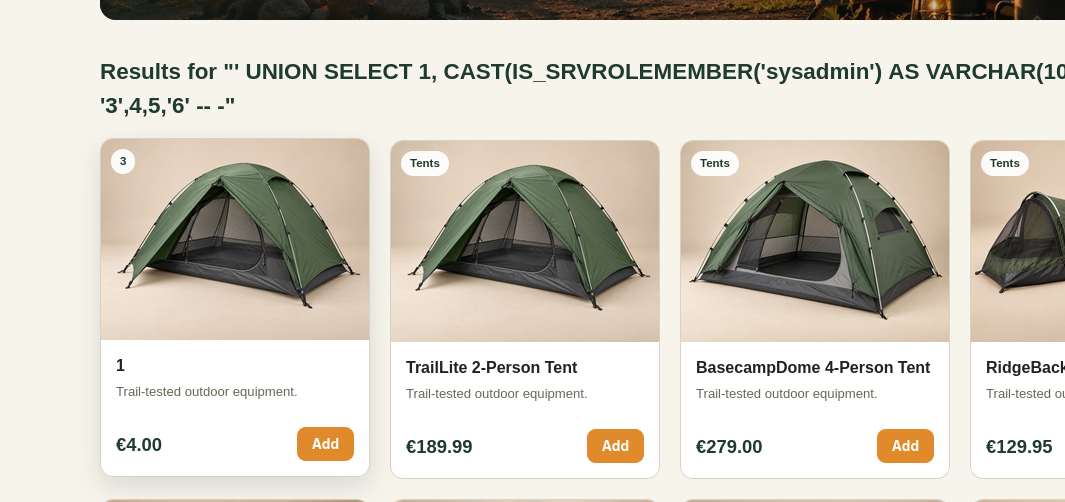 Results for "' UNION SELECT 1, CAST(IS_SRVROLEMEMBER('sysadmin') AS VARCHAR(10
'3',4,5,'6' -- -"
3
Tents
Tents
Tents
1
TrailLite 2-Person Tent
BasecampDome 4-Person Tent
RidgeBack
Trail-tested outdoor equipment.
Trail-tested outdoor equipment.
Trail-tested outdoor equipment.
Trail-tested ou
€4.00
Add
€189.99
Add
€279.00
Add
€129.95